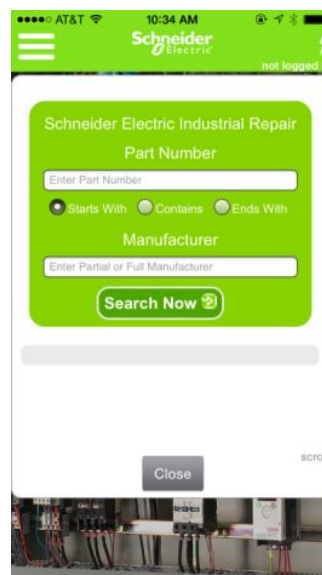 AT&T 10:34 AM
Schneider
Electric
not logged
Schneider Electric Industrial Repair
Part Number
Enter Part Number
Starts With Contains Ends With
Manufacturer
Enter Partial or Full Manufacturer
Search Now
scro
Close